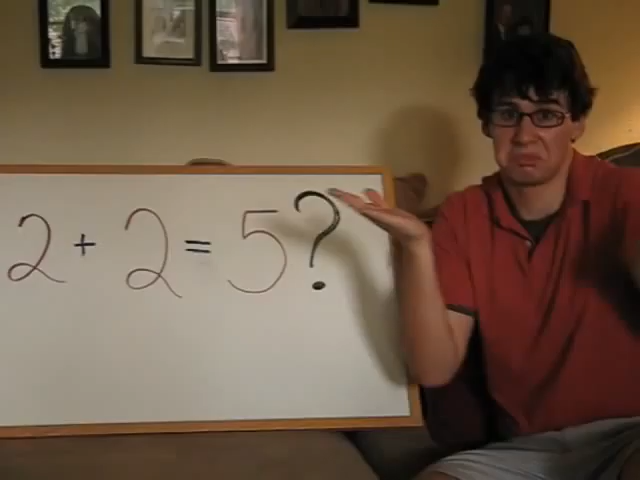 2 + 2 = 5?